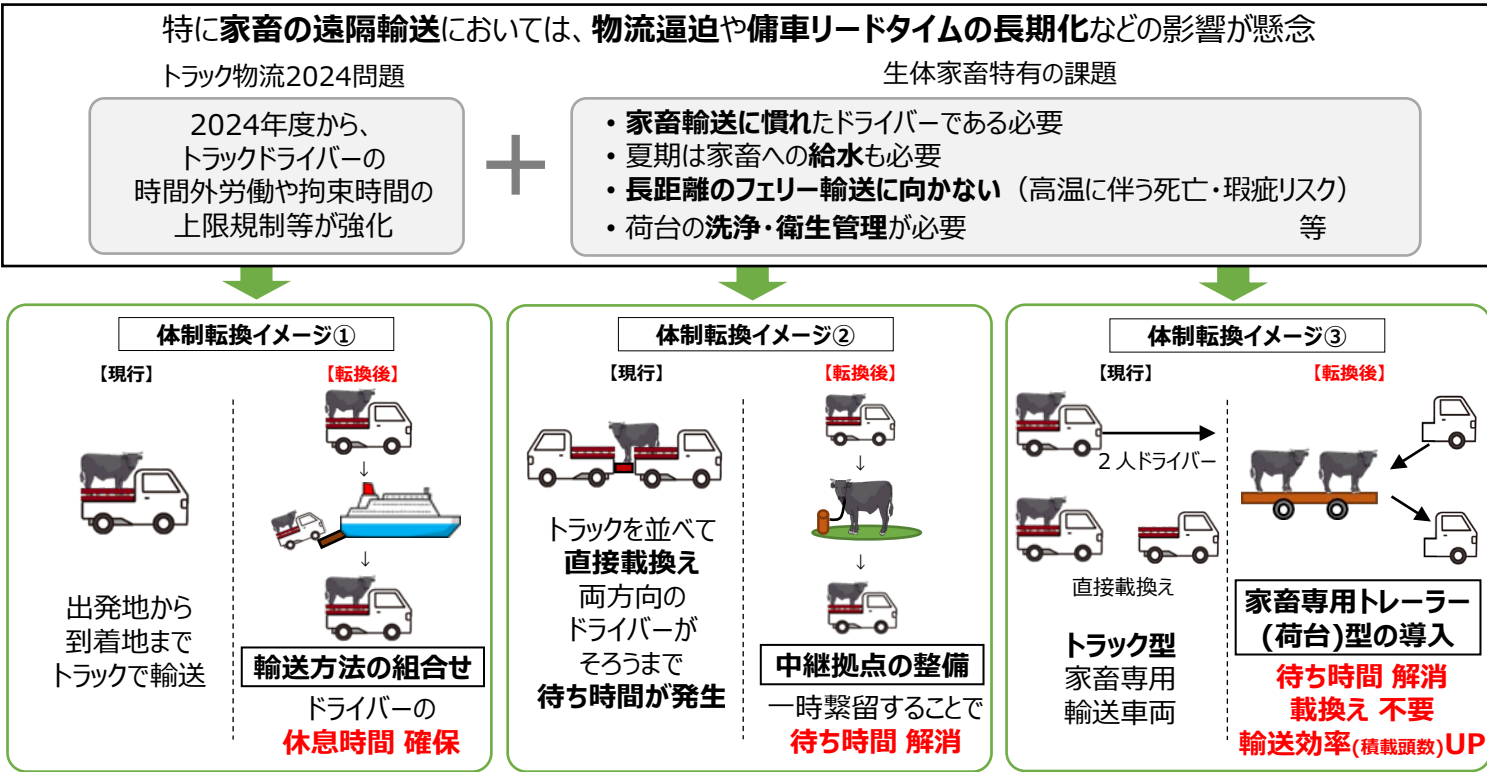 特に家畜の遠隔輸送においては、物流逼迫や傭車リードタイムの長期化などの影響が懸念
トラック物流2024問題
2024年度から、
トラックドライバーの
時間外労働や拘束時間の
上限規制等が強化
＋
生体家畜特有の課題
・家畜輸送に慣れたドライバーである必要
・夏期は家畜への給水も必要
・長距離のフェリー輸送に向かない（高温に伴う死亡・瑕疵リスク）
・荷台の洗浄・衛生管理が必要 等
体制転換イメージ①
【現行】
出発地から
到着地まで
トラックで輸送
【転換後】
↓
↓
輸送方法の組合せ
ドライバーの
休息時間 確保
体制転換イメージ②
【現行】
トラックを並べて
直接載換え
両方向の
ドライバーが
そろうまで
待ち時間が発生
【転換後】
↓
↓
中継拠点の整備
一時繋留することで
待ち時間 解消
体制転換イメージ③
【現行】
２人ドライバー
直接載換え
トラック型
家畜専用
輸送車両
【転換後】
家畜専用トレーラー
(荷台)型の導入
待ち時間 解消
載換え 不要
輸送効率(積載頭数)UP